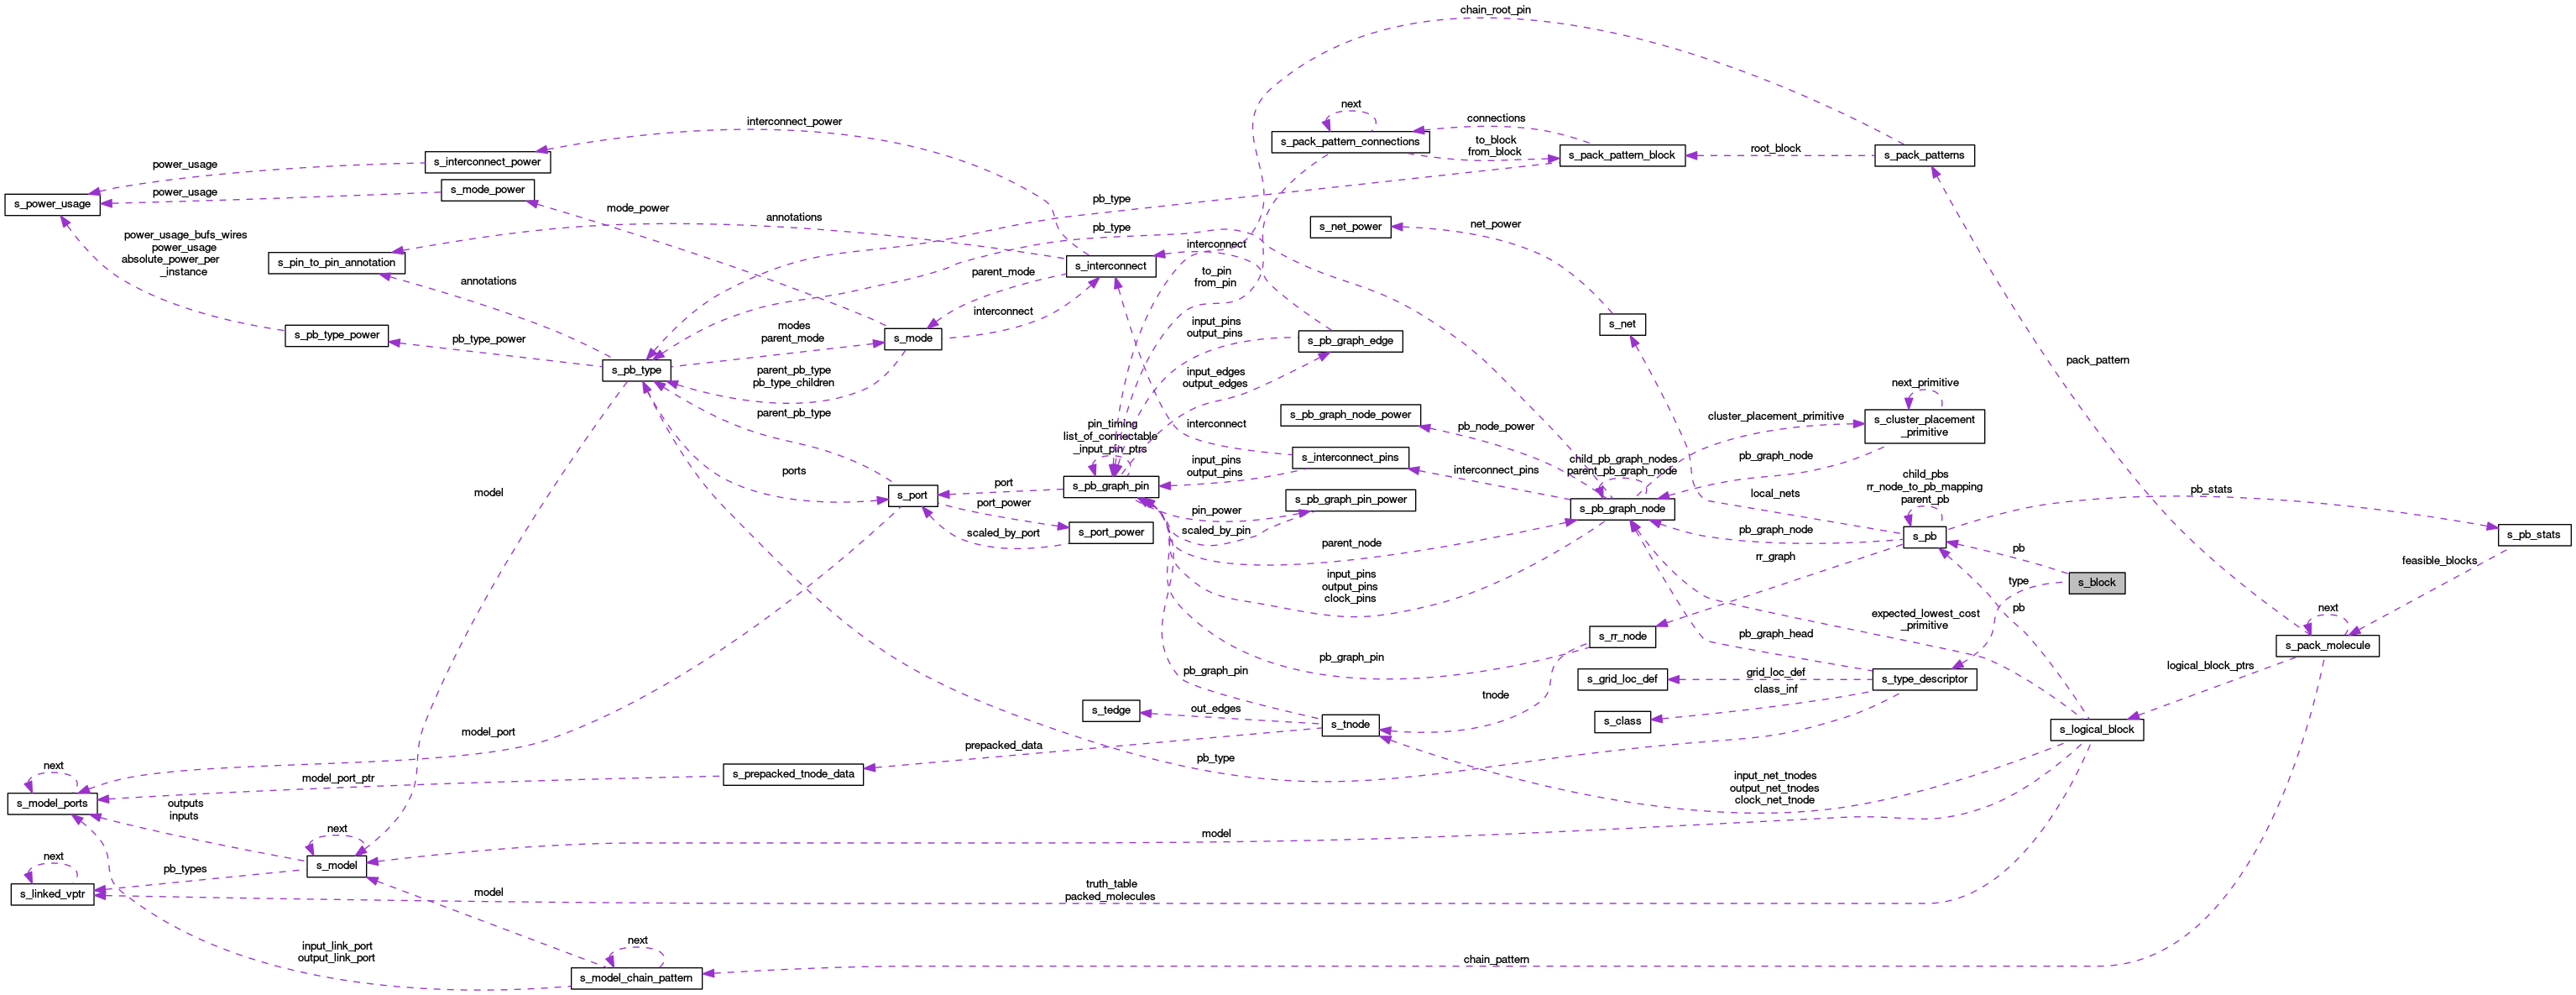 chain_root_pin
next
connections
interconnect_power
s_pack_pattern_connections
to_block
from_block
s_pack_pattern_block
root_block
s_pack_patterns
s_interconnect_power
power_usage
s_mode_power
power_usage
s_power_usage
mode_power
annotations
pb_type
s_net_power
net_power
power_usage_bufs_wires
power_usage
absolute_power_per
_instance
s_pin_to_pin_annotation
pb_type
interconnect
s_interconnect
parent_mode
to_pin
from_pin
annotations
interconnect
s_pb_type_power
pb_type_power
modes
parent_mode
s_mode
input_pins
output_pins
s_pb_graph_edge
s_net
s_pb_type
parent_pb_type
pb_type_children
input_edges
output_edges
pack_pattern
next_primitive
parent_pb_type
s_pb_graph_node_power
pb_node_power
cluster_placement_primitive
s_cluster_placement
_primitive
pin_timing
list_of_connectable
_input_pin_ptrs
interconnect
s_interconnect_pins
input_pins
output_pins
interconnect_pins
child_pb_graph_nodes
parent_pb_graph_node
pb_graph_node
child_pbs
rr_node_to_pb_mapping
parent_pb
model
ports
s_port
port
s_pb_graph_pin
s_pb_graph_pin_power
s_pb_graph_node
local_nets
pb_stats
port_power
pin_power
scaled_by_port
s_port_power
scaled_by_pin
parent_node
pb_graph_node
s_pb
s_pb_stats
rr_graph
pb
feasible_blocks
input_pins
output_pins
clock_pins
type
s_block
pb
expected_lowest_cost
_primitive
next
s_rr_node
pb_graph_head
s_pack_molecule
pb_graph_pin
pb_graph_pin
logical_block_ptrs
s_grid_loc_def
grid_loc_def
s_type_descriptor
tnode
class_inf
s_tedge
out_edges
s_tnode
s_class
s_logical_block
model_port
prepacked_data
pb_type
next
model_port_ptr
s_prepacked_tnode_data
input_net_tnodes
output_net_tnodes
clock_net_tnode
s_model_ports
outputs
inputs
next
model
next
s_model
pb_types
s_linked_vptr
model
truth_table
packed_molecules
input_link_port
output_link_port
next
s_model_chain_pattern
chain_pattern